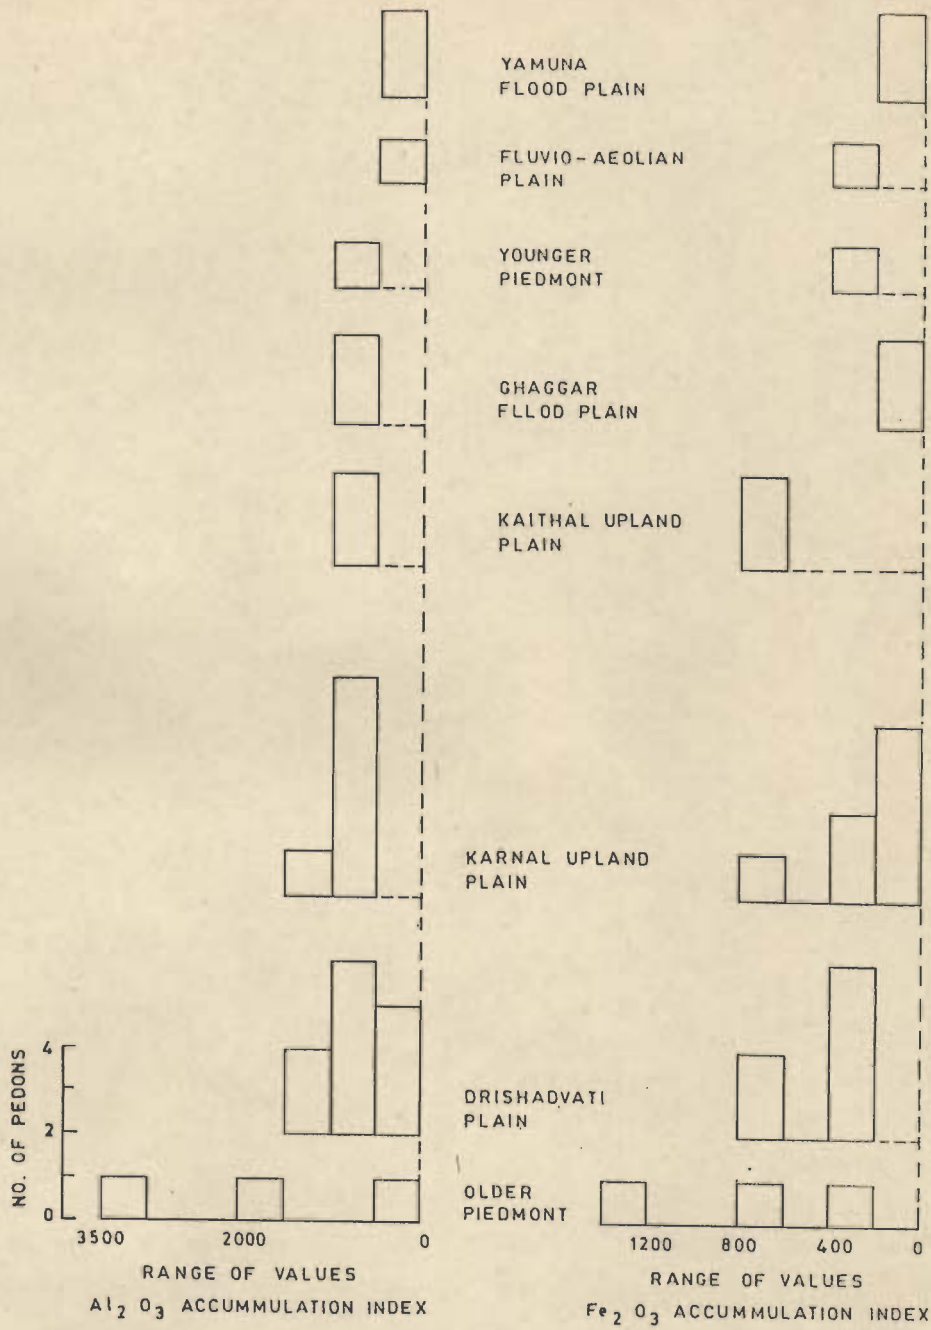 YAMUNA
FLOOD PLAIN
FLUVIO-AEOLIAN
PLAIN
YOUNGER
PIEDMONT
GHAGGAR
FLLOD PLAIN
KAITHAL UPLAND
PLAIN
KARNAL UPLAND
PLAIN
DRISHADVATI
PLAIN
OLDER
PIEDMONT
NO. OF PEDONS
4
2
0
3500 2000 0
1200 800 400 0
RANGE OF VALUES
Al2 O3 ACCUMMULATION INDEX
RANGE OF VALUES
Fe2 O3 ACCUMMULATION INDEX